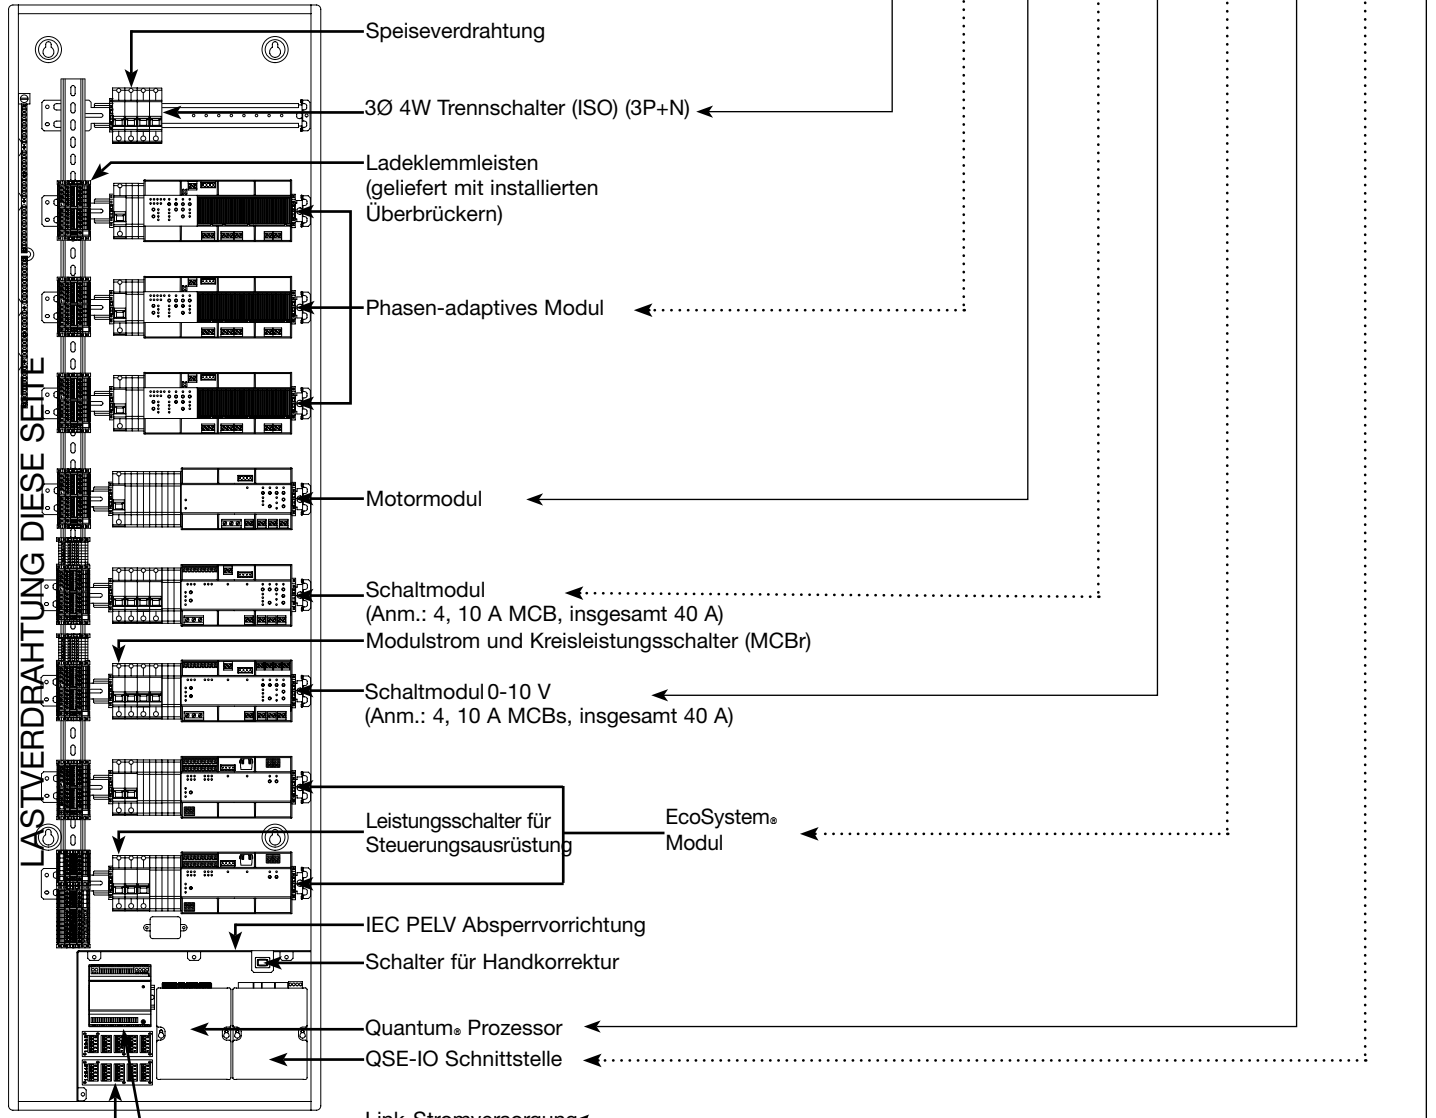 Speiseverdrahtung
3Ø 4W Trennschalter (ISO) (3P+N)
Ladeklemmleisten
(geliefert mit installierten
Überbrückern)
Phasen-adaptives Modul
LASTVERDRAHTUNG DIESE SEITE
Motormodul
Schaltmodul
(Anm.: 4, 10 A MCB, insgesamt 40 A)
Modulstrom und Kreisleistungsschalter (MCBr)
Schaltmodul 0-10 V
(Anm.: 4, 10 A MCBs, insgesamt 40 A)
Leistungsschalter für
Steuerungsausrüstung
EcoSystem®
Modul
IEC PELV Absperrvorrichtung
Schalter für Handkorrektur
Quantum® Prozessor
QSE-IO Schnittstelle
Link-Stromversorgung